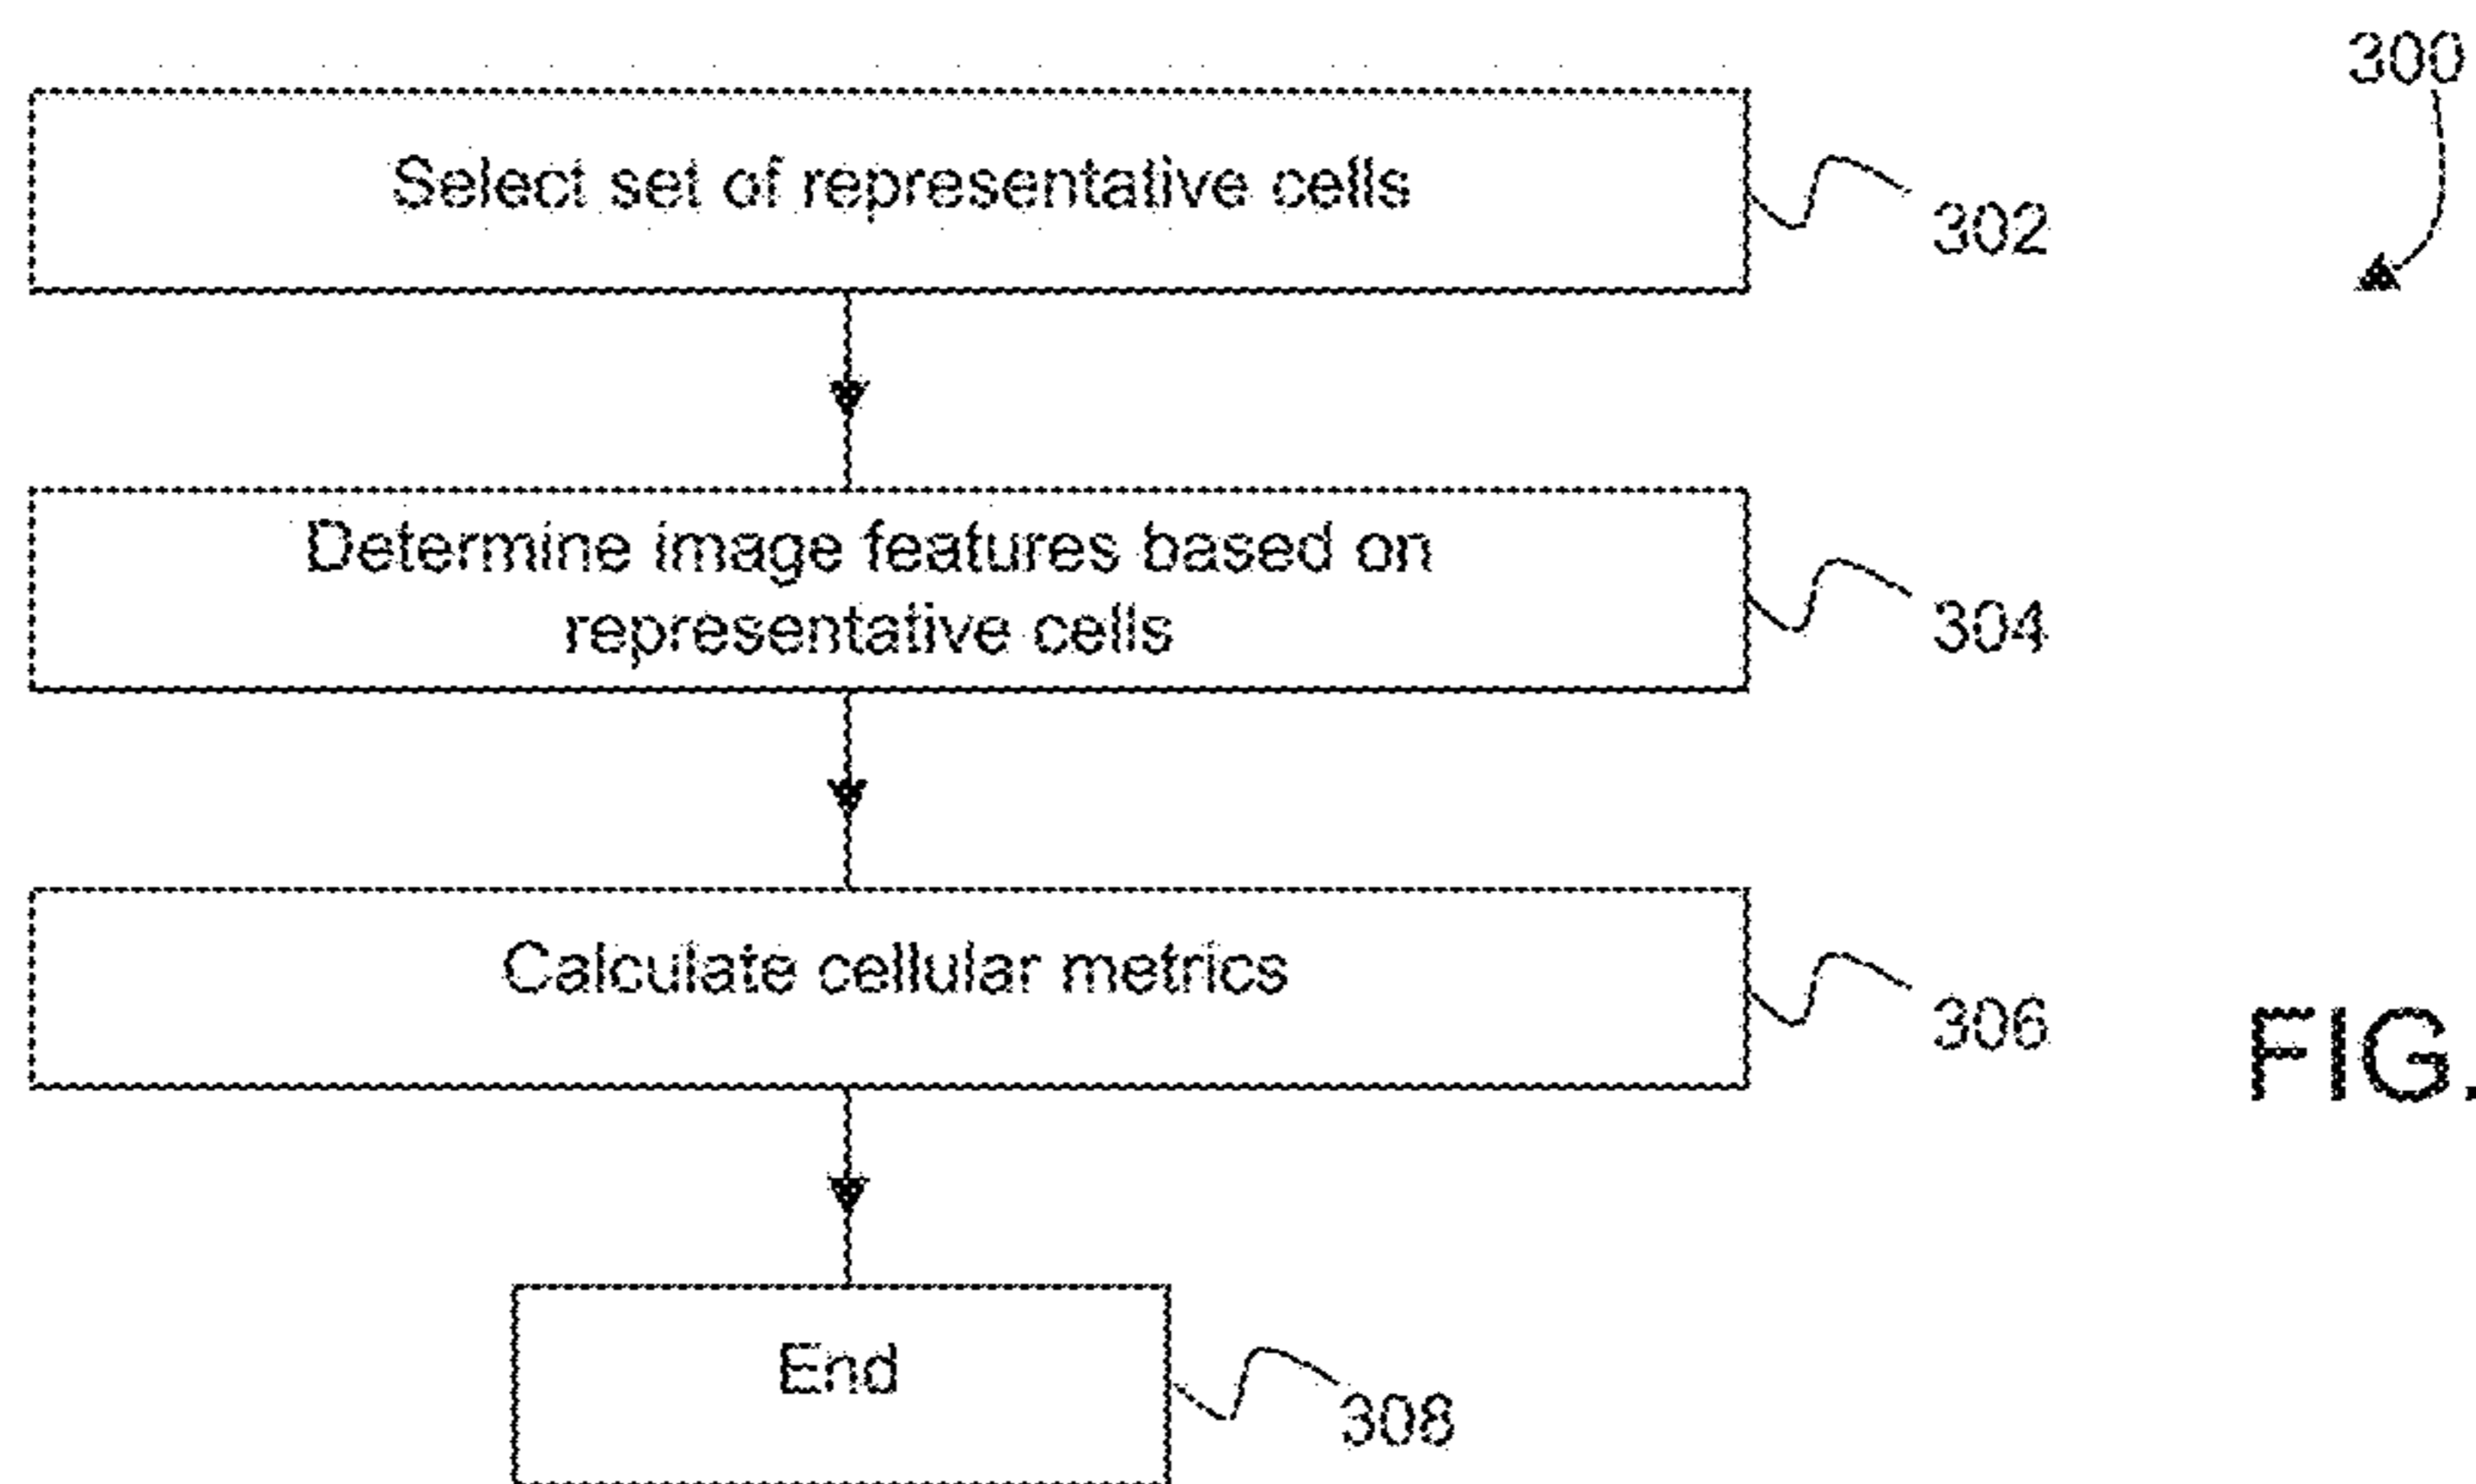 300
Select set of representative cells
302
Determine image features based on
representative cells
304
Calculate cellular metrics
306
FIG.
End
308